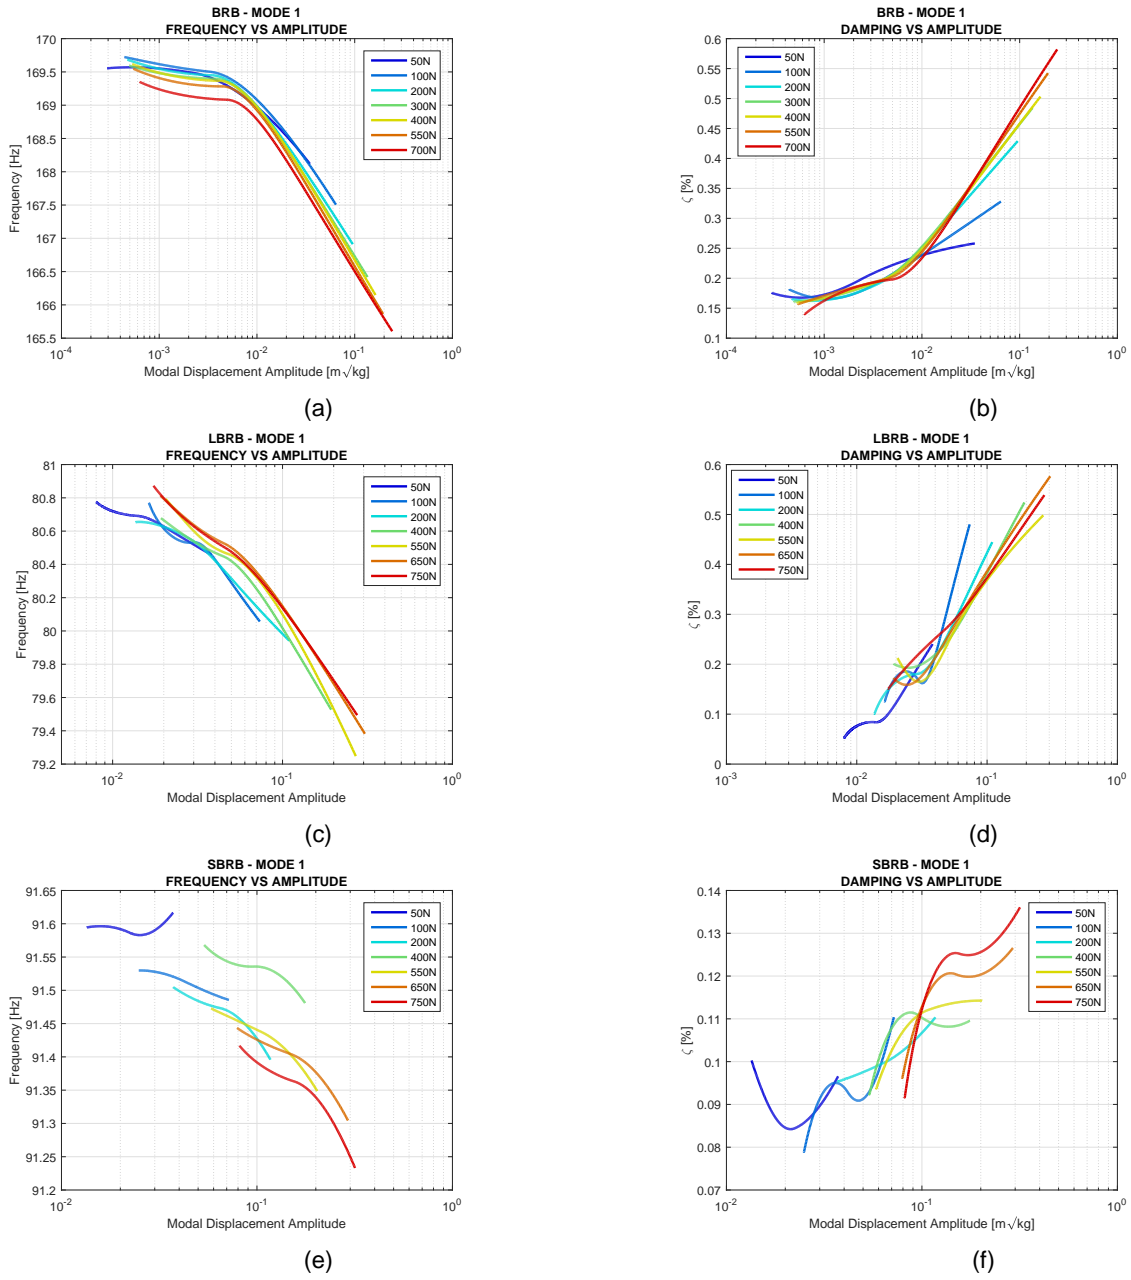 BRB - MODE 1
FREQUENCY VS AMPLITUDE
170
169.5
169
168.5
168
167.5
167
166.5
166
165.5
Frequency [Hz]
50N
100N
200N
300N
400N
550N
700N
10^-4
10^-3
10^-2
10^-1
10^0
Modal Displacement Amplitude [m√kg]
(a)
BRB - MODE 1
DAMPING VS AMPLITUDE
0.6
0.55
0.5
0.45
0.4
0.35
0.3
0.25
0.2
0.15
0.1
ζ [%]
50N
100N
200N
300N
400N
550N
700N
10^-4
10^-3
10^-2
10^-1
10^0
Modal Displacement Amplitude [m√kg]
(b)
LBRB - MODE 1
FREQUENCY VS AMPLITUDE
81
80.8
80.6
80.4
80.2
80
79.8
79.6
79.4
79.2
Frequency [Hz]
50N
100N
200N
400N
550N
650N
750N
10^-2
10^-1
10^0
Modal Displacement Amplitude
(c)
LBRB - MODE 1
DAMPING VS AMPLITUDE
0.6
0.5
0.4
0.3
0.2
0.1
0
ζ [%]
50N
100N
200N
400N
550N
650N
750N
10^-3
10^-2
10^-1
10^0
Modal Displacement Amplitude
(d)
SBRB - MODE 1
FREQUENCY VS AMPLITUDE
91.65
91.6
91.55
91.5
91.45
91.4
91.35
91.3
91.25
91.2
Frequency [Hz]
50N
100N
200N
400N
550N
650N
750N
10^-2
10^-1
10^0
Modal Displacement Amplitude
(e)
SBRB - MODE 1
DAMPING VS AMPLITUDE
0.14
0.13
0.12
0.11
0.1
0.09
0.08
0.07
ζ [%]
50N
100N
200N
400N
550N
650N
750N
10^-2
10^-1
10^0
Modal Displacement Amplitude [m√kg]
(f)